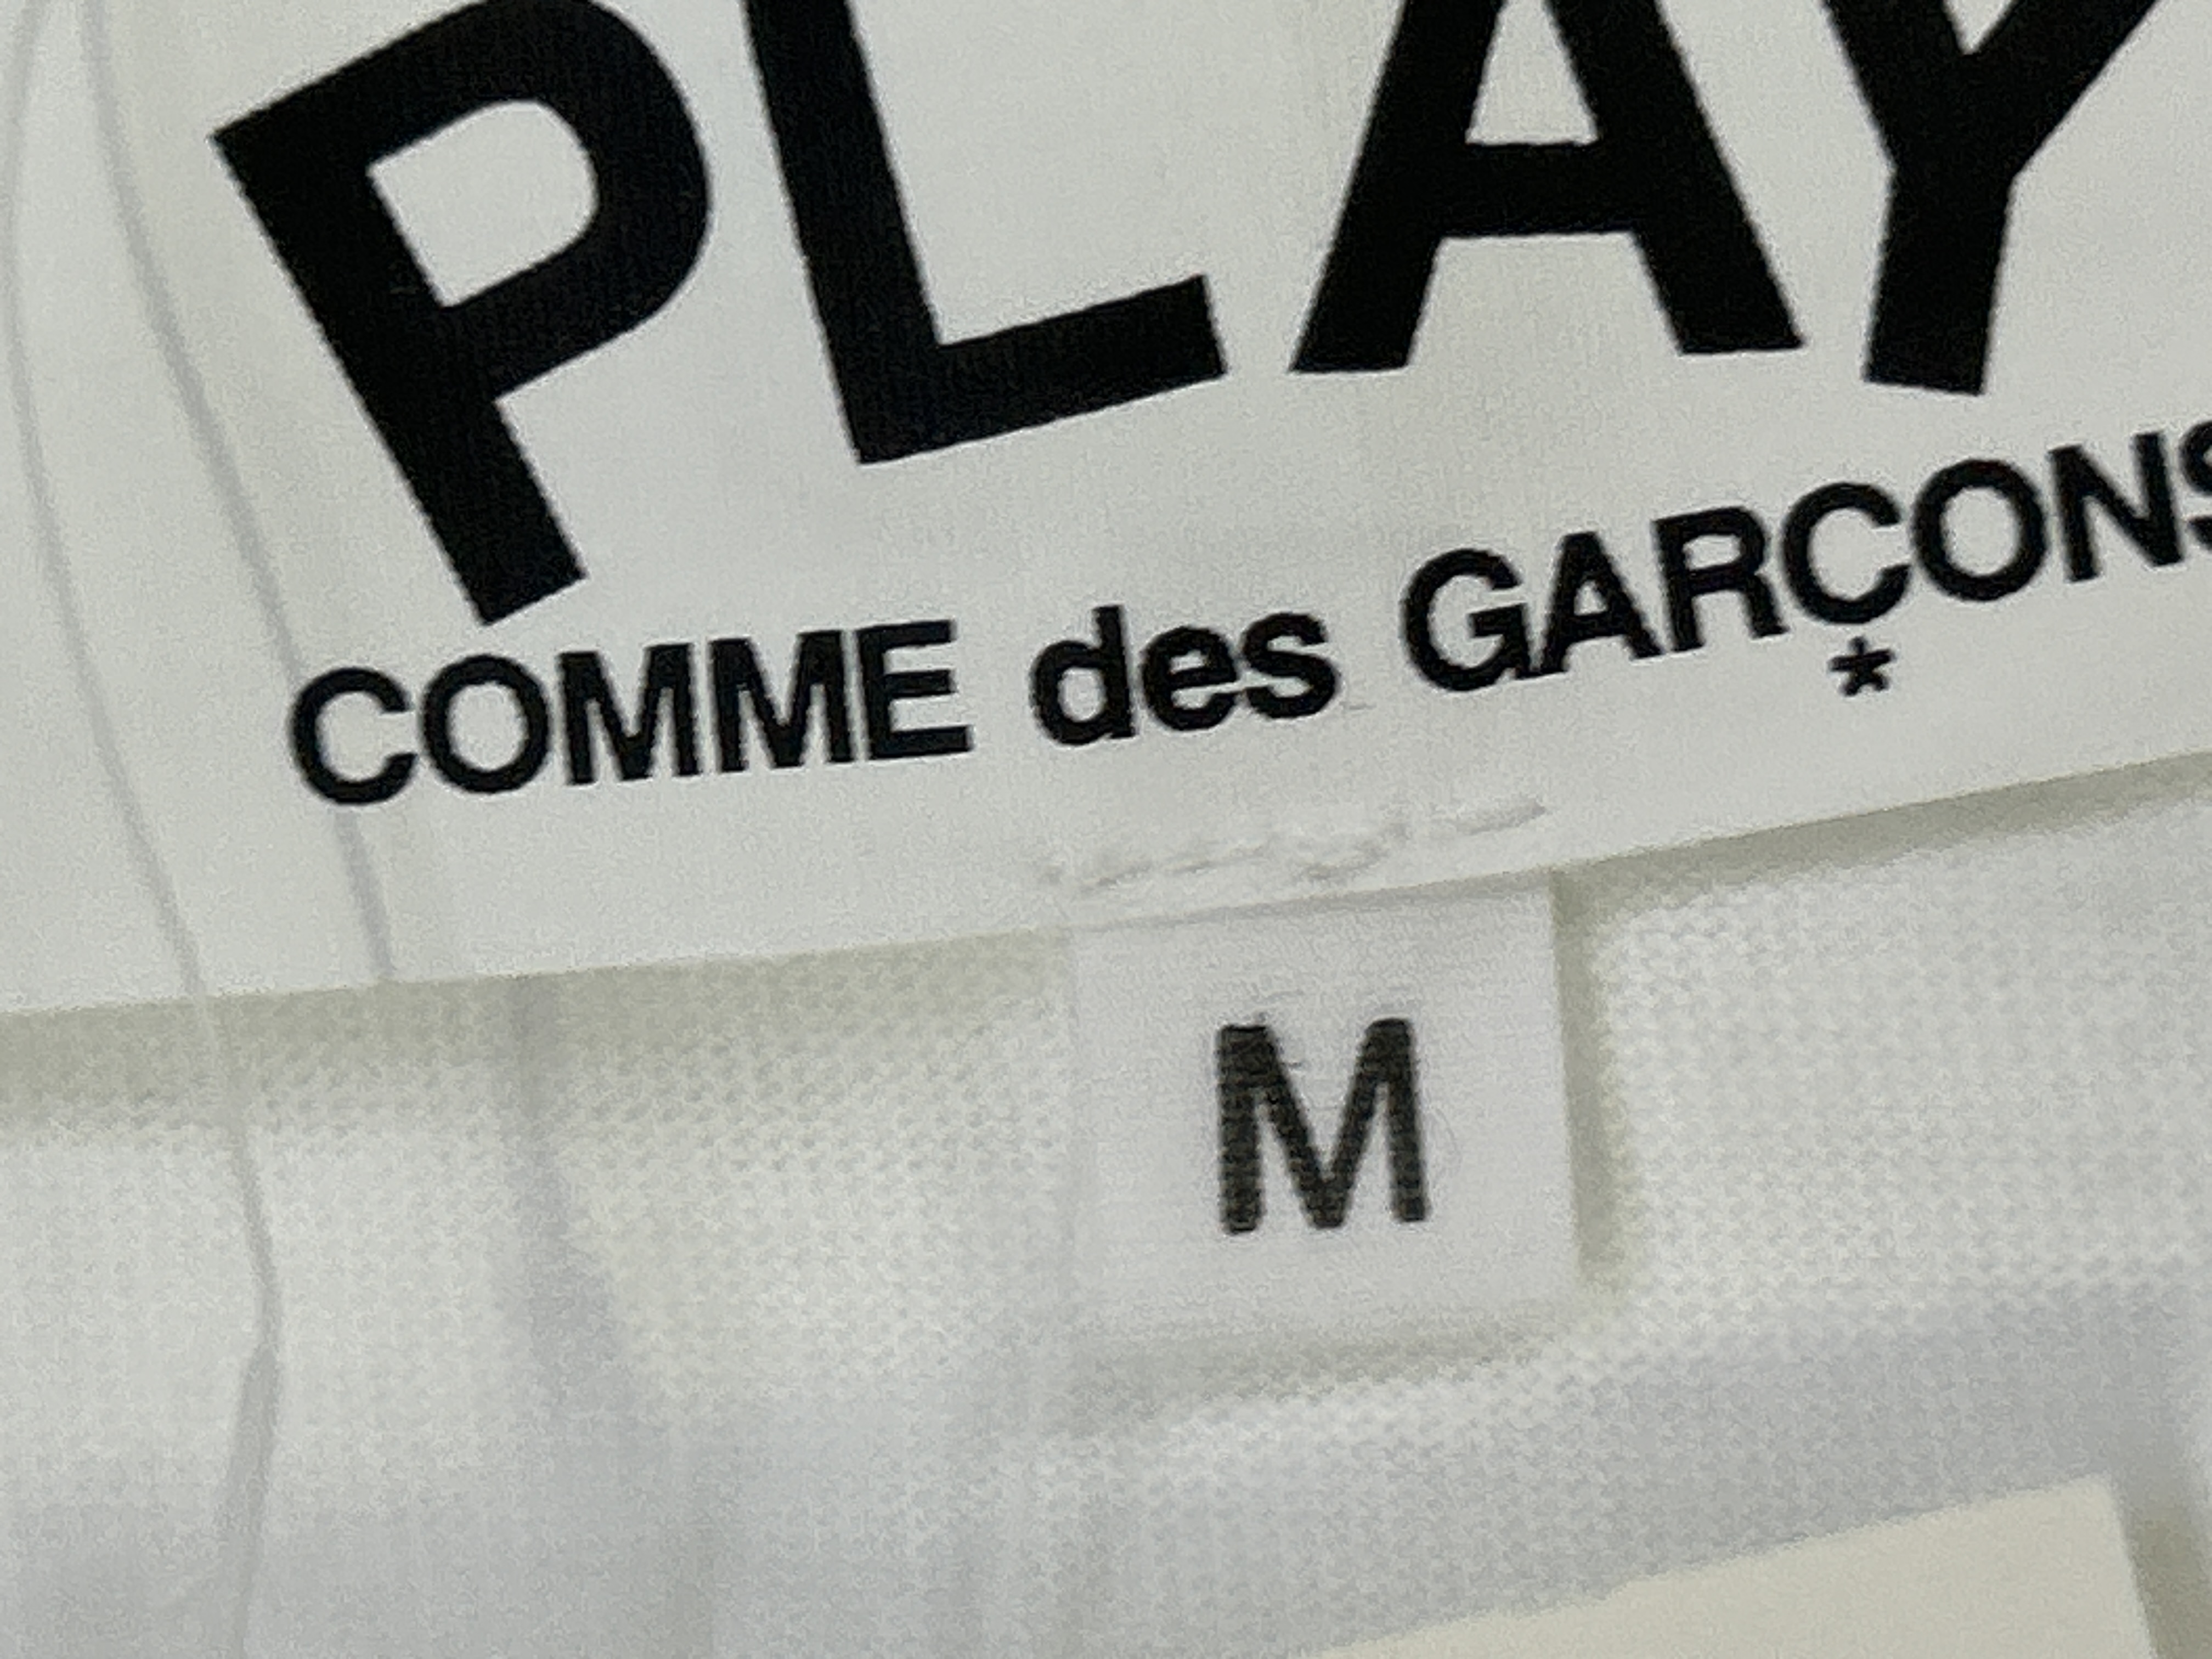 PLAY
COMME des GARÇONS
*
M